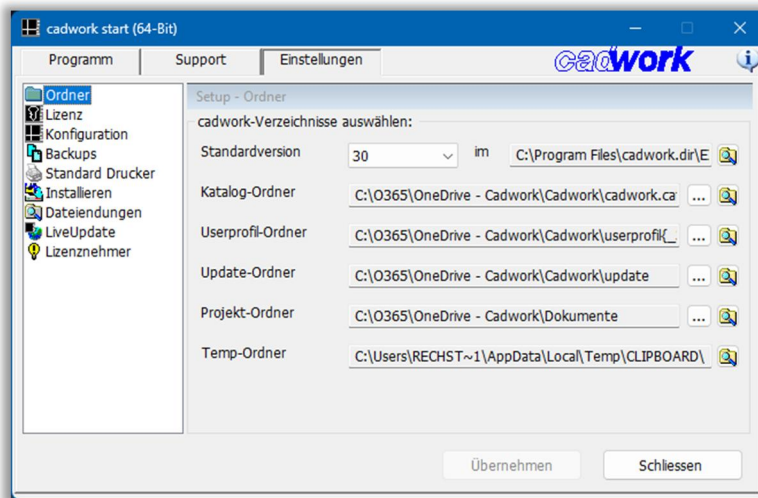 cadwork start (64-Bit)
Programm Support Einstellungen cadwork i
Ordner
Lizenz
Konfiguration
Backups
Standard Drucker
Installieren
Dateiendungen
LiveUpdate
Lizenznehmer
Setup - Ordner
cadwork-Verzeichnisse auswählen:
Standardversion 30 im C:\Program Files\cadwork.dir\E
Katalog-Ordner C:\O365\OneDrive - Cadwork\Cadwork\cadwork.ca ...
Userprofil-Ordner C:\O365\OneDrive - Cadwork\Cadwork\userprofil{_ ...
Update-Ordner C:\O365\OneDrive - Cadwork\Cadwork\update ...
Projekt-Ordner C:\O365\OneDrive - Cadwork\Dokumente ...
Temp-Ordner C:\Users\RECHST~1\AppData\Local\Temp\CLIPBOARD\
Übernehmen Schliessen